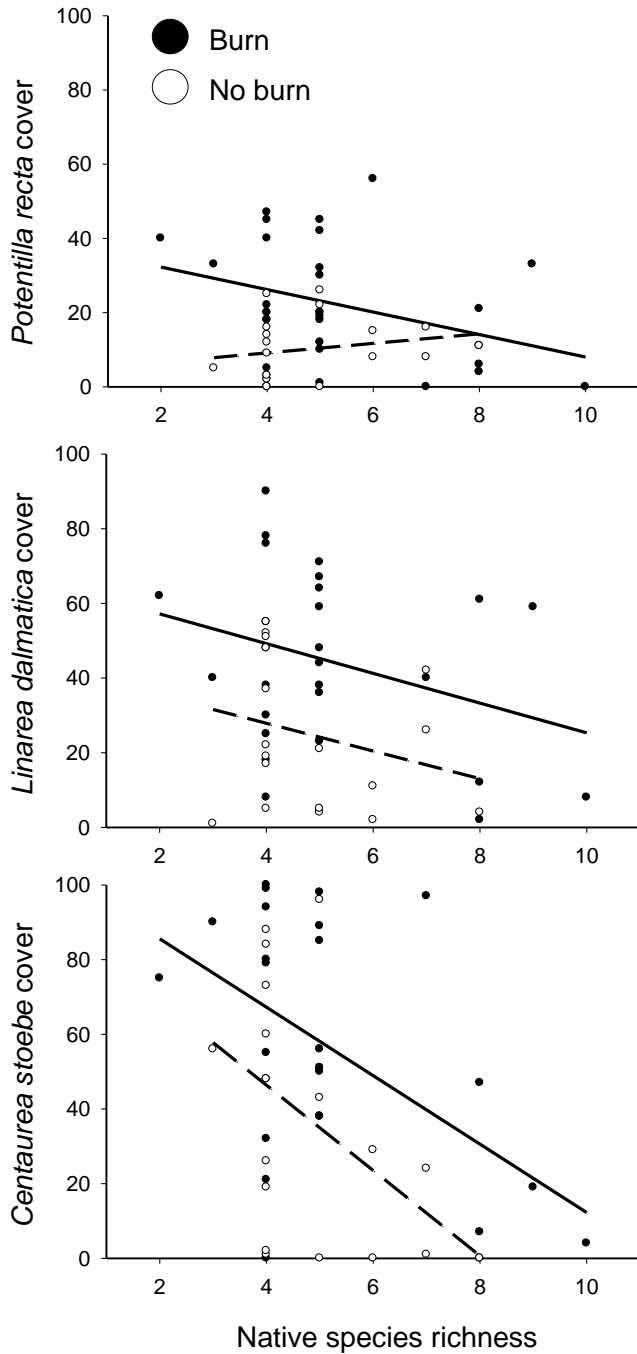 100
Burn
80
No burn
60
40
20
0
2 4 6 8 10
Potentilla recta cover
100
80
60
40
20
0
2 4 6 8 10
Linarea dalmatica cover
100
80
60
40
20
0
2 4 6 8 10
Centaurea stoebe cover
Native species richness